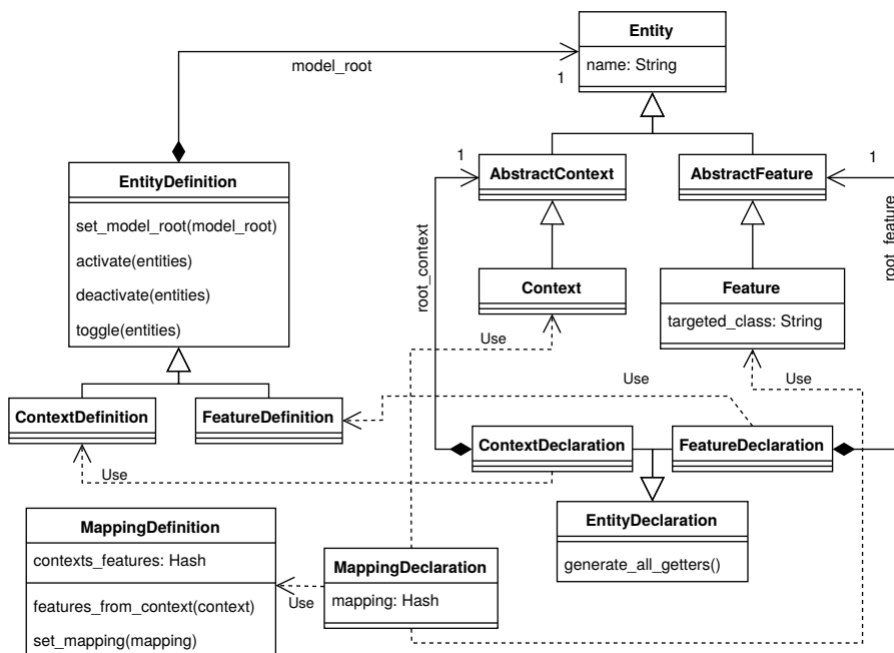 Entity
name: String
model_root
1
EntityDefinition
set_model_root(model_root)
activate(entities)
deactivate(entities)
toggle(entities)
1
AbstractContext
AbstractFeature
1
root_context
root_feature
Context
Feature
targeted_class: String
Use
Use
Use
ContextDefinition
FeatureDefinition
ContextDeclaration
FeatureDeclaration
Use
EntityDeclaration
generate_all_getters()
MappingDefinition
contexts_features: Hash
features_from_context(context)
set_mapping(mapping)
Use
MappingDeclaration
mapping: Hash